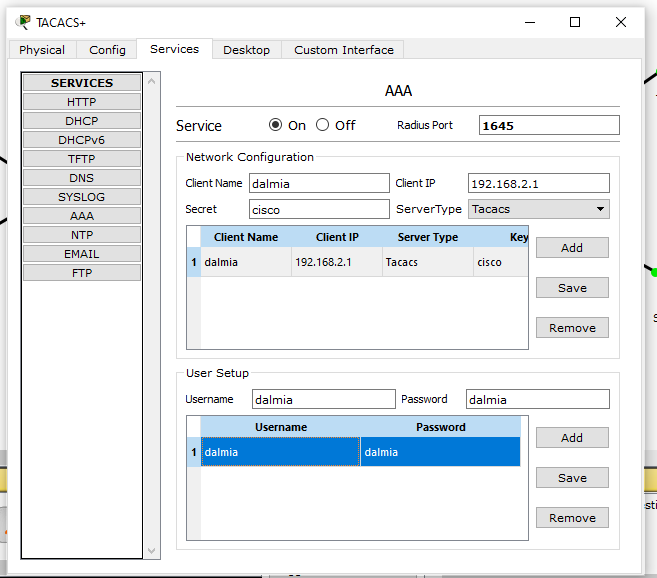 TACACS+
Physical Config Services Desktop Custom Interface
SERVICES
HTTP
DHCP
DHCPv6
TFTP
DNS
SYSLOG
AAA
NTP
EMAIL
FTP
AAA
Service On Off Radius Port 1645
Network Configuration
Client Name dalmia Client IP 192.168.2.1
Secret cisco ServerType Tacacs
Client Name Client IP Server Type Key
1 dalmia 192.168.2.1 Tacacs cisco
Add
Save
Remove
User Setup
Username dalmia Password dalmia
Username Password
1 dalmia dalmia
Add
Save
Remove